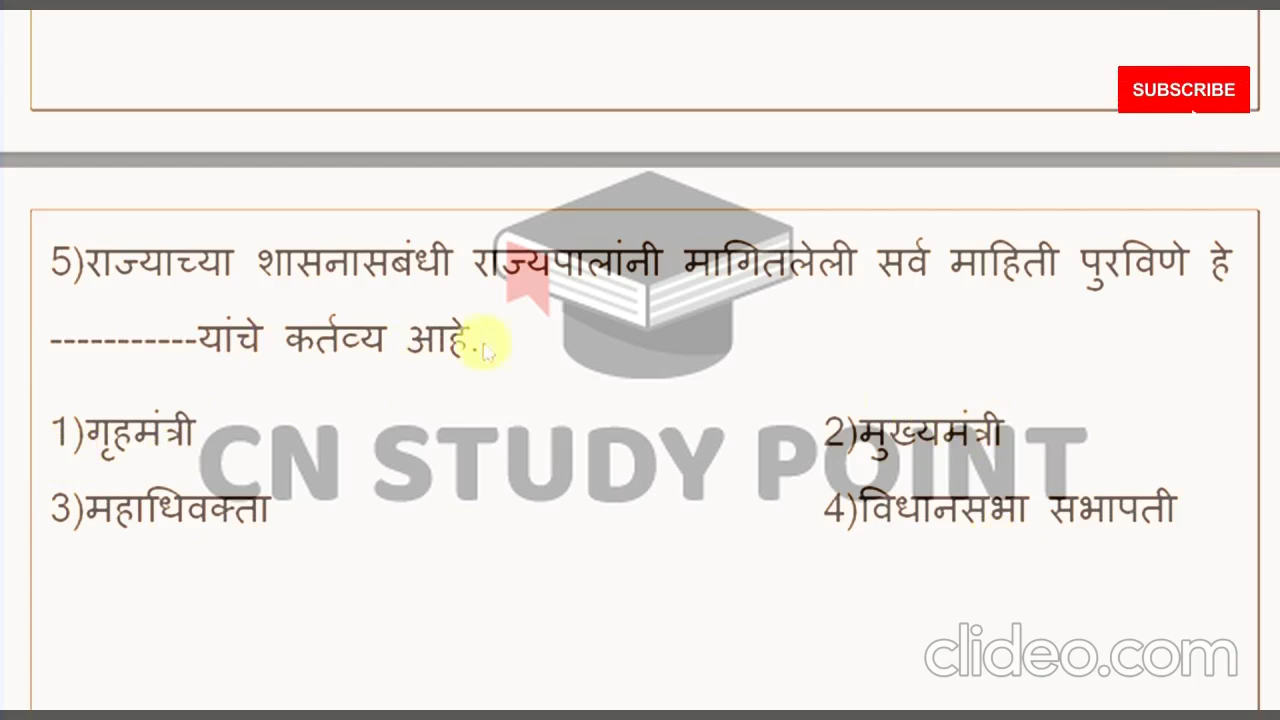 SUBSCRIBE
5)राज्याच्या शासनासबंधी राज्यपालांनी मागितलेली सर्व माहिती पुरविणे हे
-----------यांचे कर्तव्य आहे.
1)गृहमंत्री 2)मुख्यमंत्री
CN STUDY POINT
3)महाधिवक्ता 4)विधानसभा सभापती
clideo.com